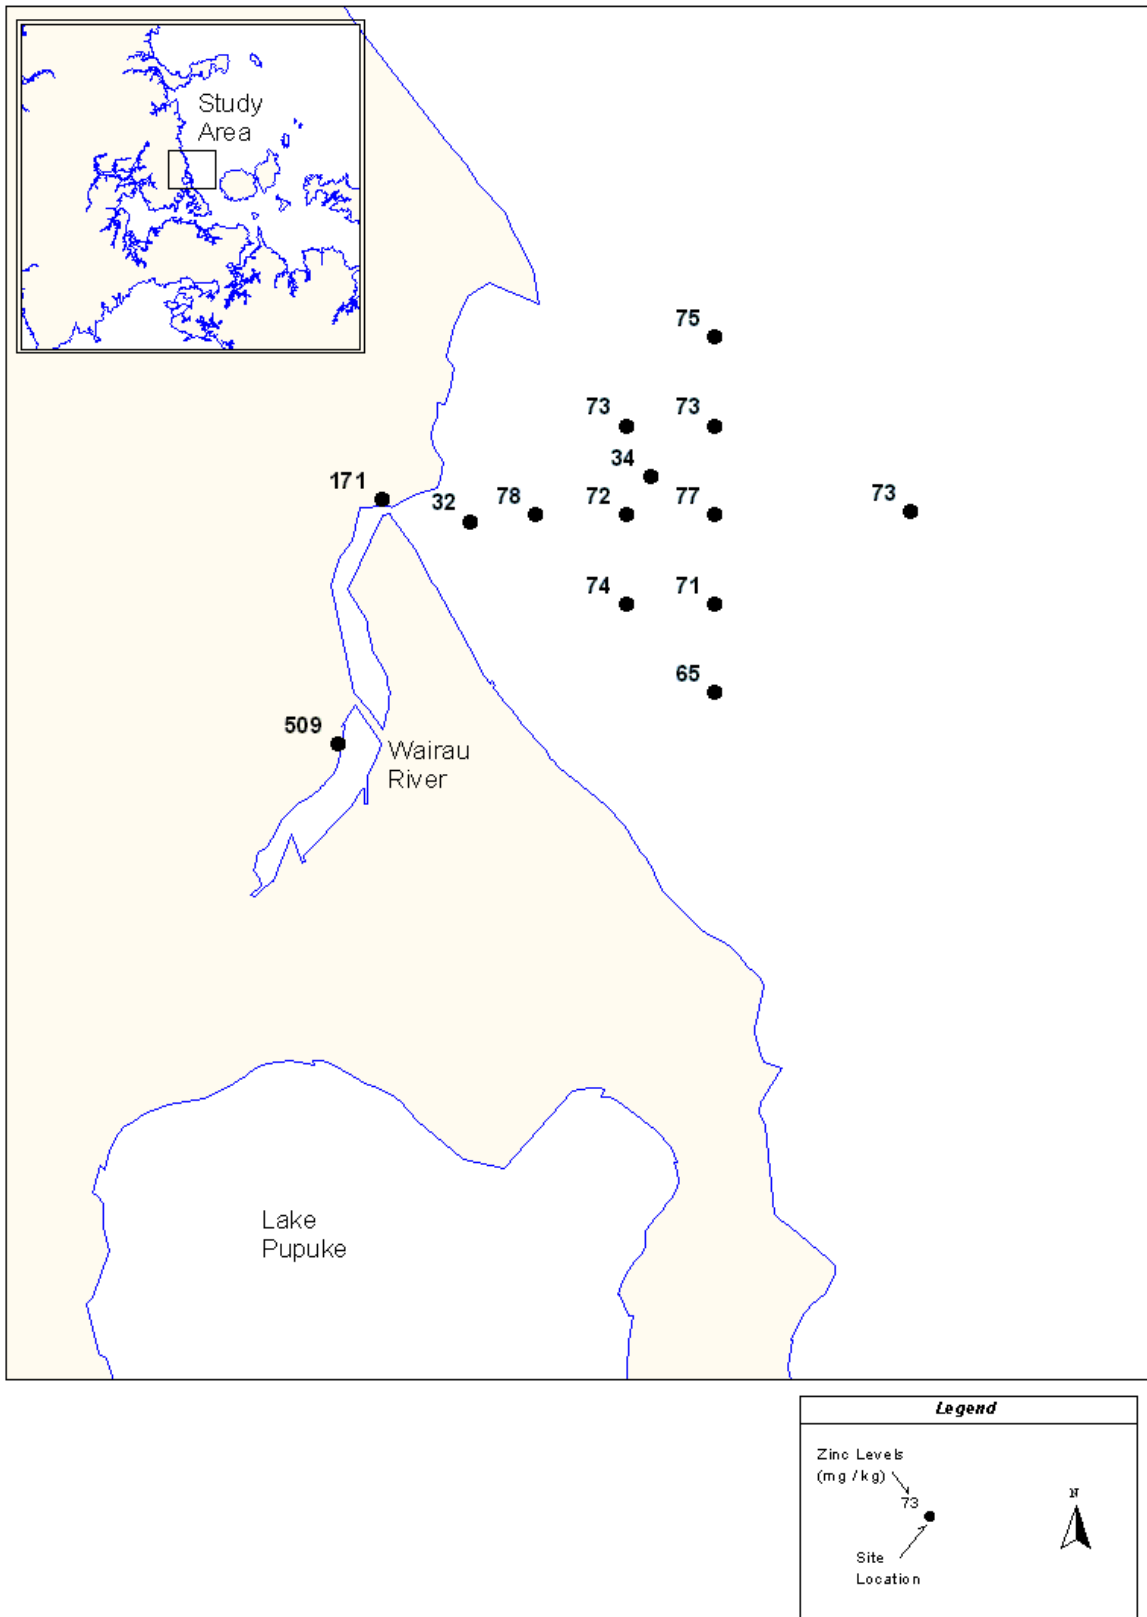 Study
Area
75
73
73
34
171
32
78
72
77
73
74
71
65
509
Wairau
River
Lake
Pupuke
Legend
Zinc Levels
(mg / kg)
73
N
Site
Location